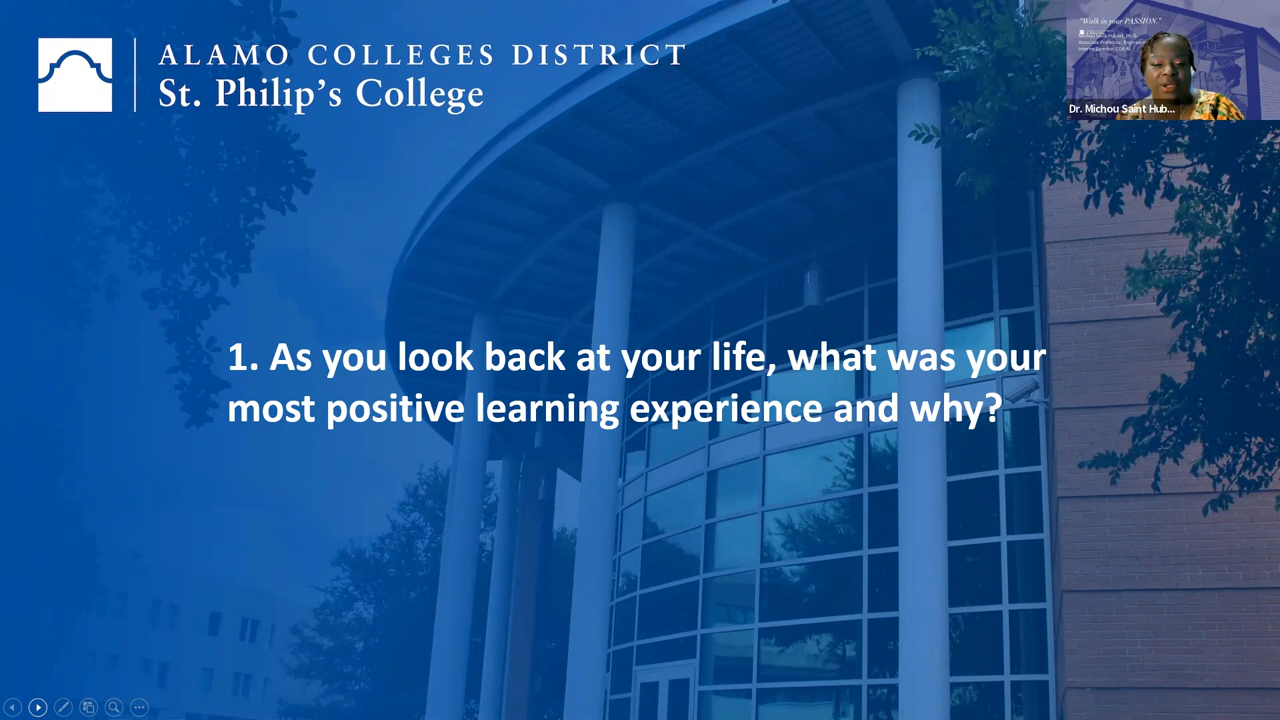 ALAMO COLLEGES DISTRICT
St. Philip's College
"Walk in your PASSION."
Dr. Michou Saint Hub...
1. As you look back at your life, what was your
most positive learning experience and why?